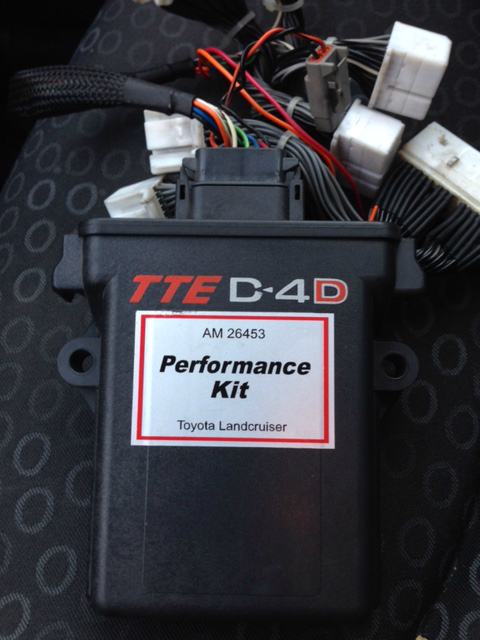 TTE D-4D
AM 26453
Performance
Kit
Toyota Landcruiser